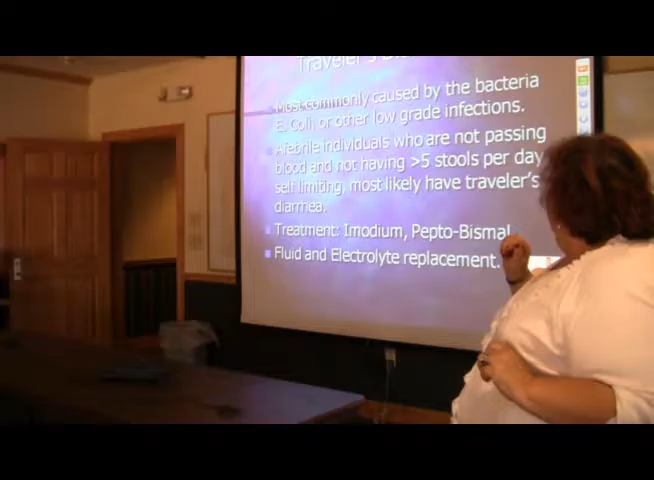 Traveler's
Most commonly caused by the bacteria
E. Coli, or other low grade infections.
Afebrile individuals who are not passing
blood and not having >5 stools per day
self limiting, most likely have traveler's
diarrhea.
Treatment: Imodium, Pepto-Bismal
Fluid and Electrolyte replacement.